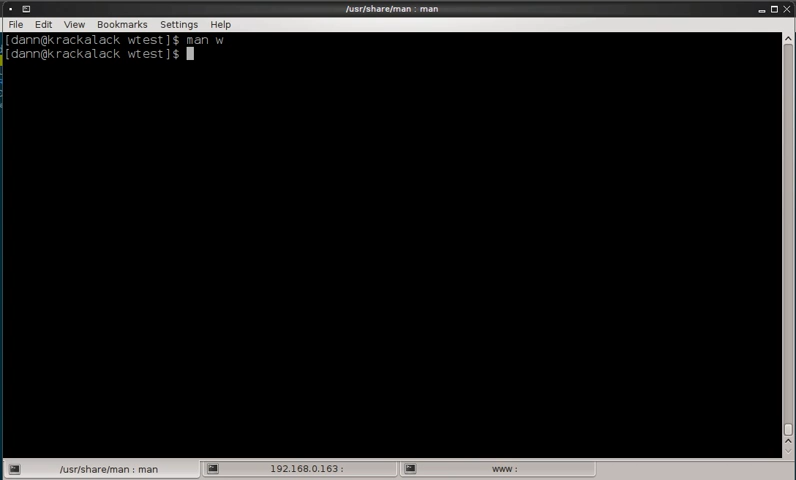 /usr/share/man : man
File Edit View Bookmarks Settings Help
[dann@krackalack wtest]$ man w
[dann@krackalack wtest]$
/usr/share/man : man 192.168.0.163 : www :